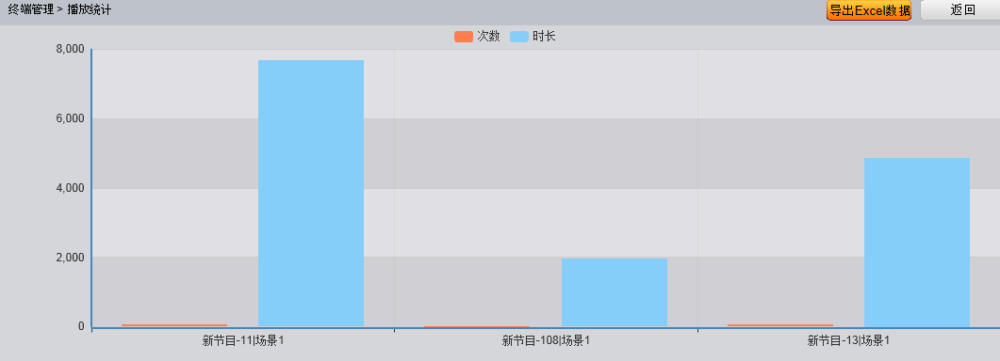 终端管理 > 播放统计
导出Excel数据
返回
次数
时长
8,000
6,000
4,000
2,000
0
新节目-11|场景1
新节目-108|场景1
新节目-13|场景1